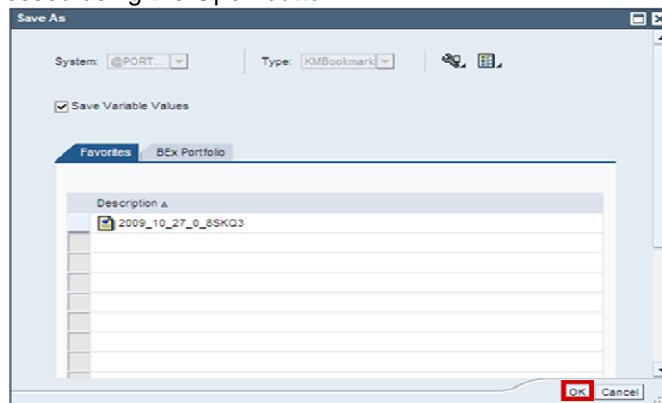 Save As
System: @PORT... Type: KMBookmark
Save Variable Values
Favorites BEx Portfolio
Description
2009_10_27_0_8SKQ3
OK Cancel